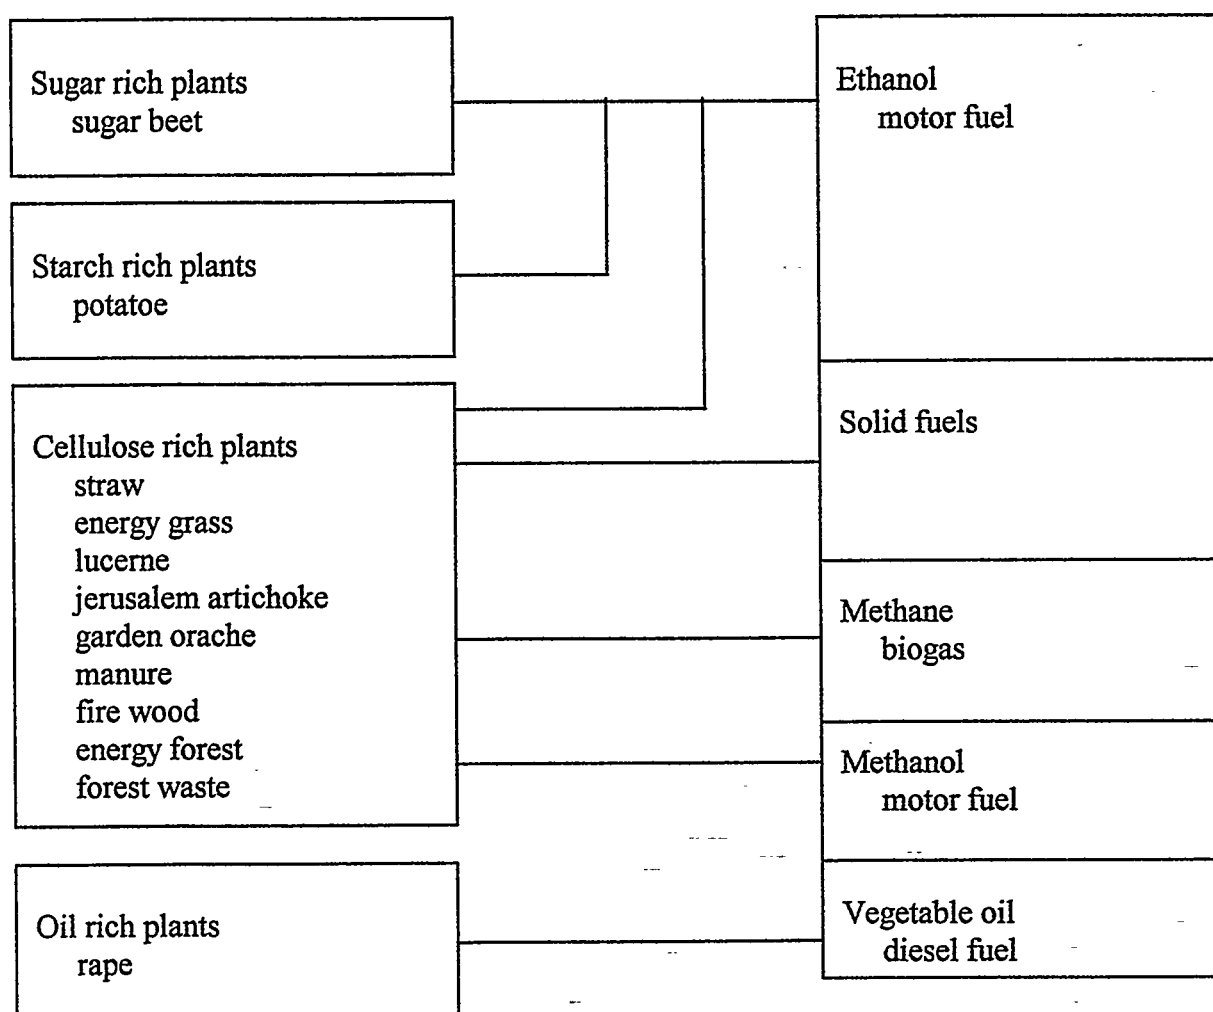 Sugar rich plants
sugar beet
Starch rich plants
potatoe
Cellulose rich plants
straw
energy grass
lucerne
jerusalem artichoke
garden orache
manure
fire wood
energy forest
forest waste
Oil rich plants
rape
Ethanol
motor fuel
Solid fuels
Methane
biogas
Methanol
motor fuel
Vegetable oil
diesel fuel